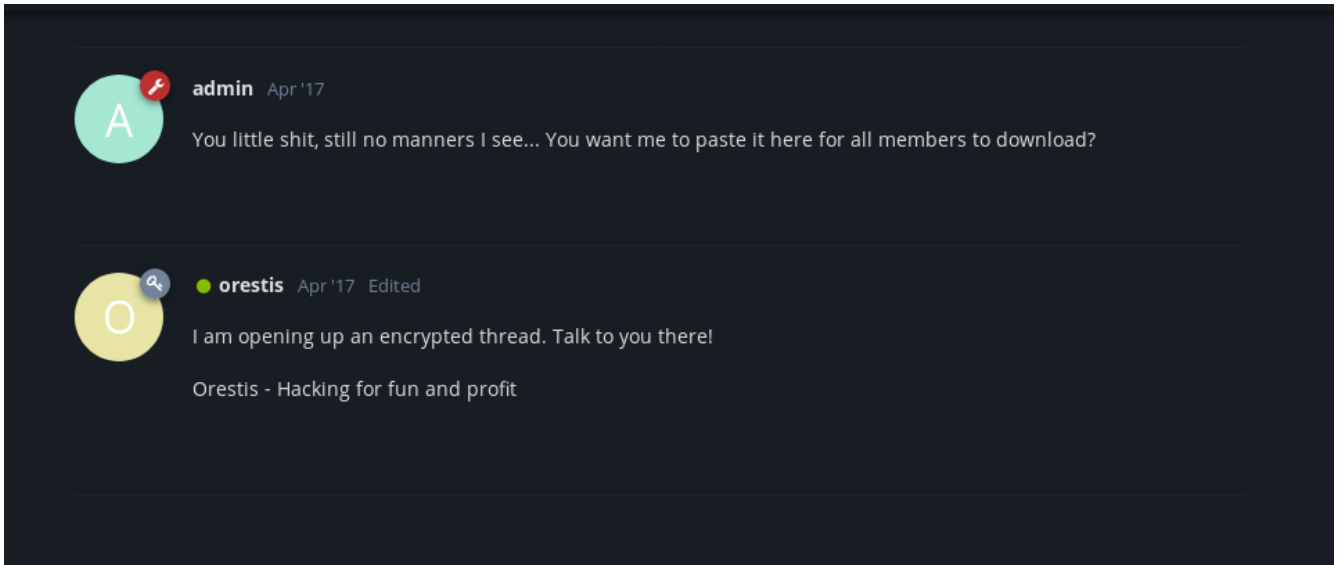 A
admin Apr '17
You little shit, still no manners I see... You want me to paste it here for all members to download?
O
orestis Apr '17 Edited
I am opening up an encrypted thread. Talk to you there!
Orestis - Hacking for fun and profit